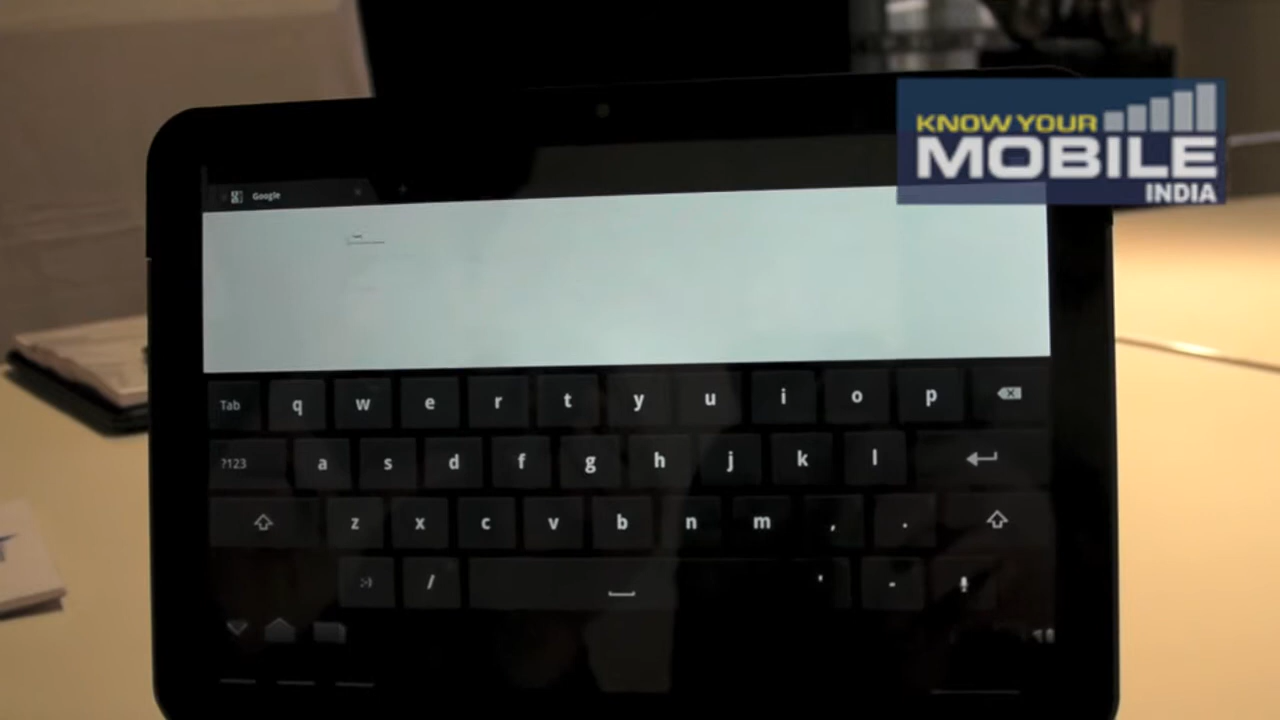 KNOW YOUR
MOBILE
INDIA
Google
Tab q w e r t y u i o p
?123 a s d f g h j k l
z x c v b n m , .
:-) / ' -